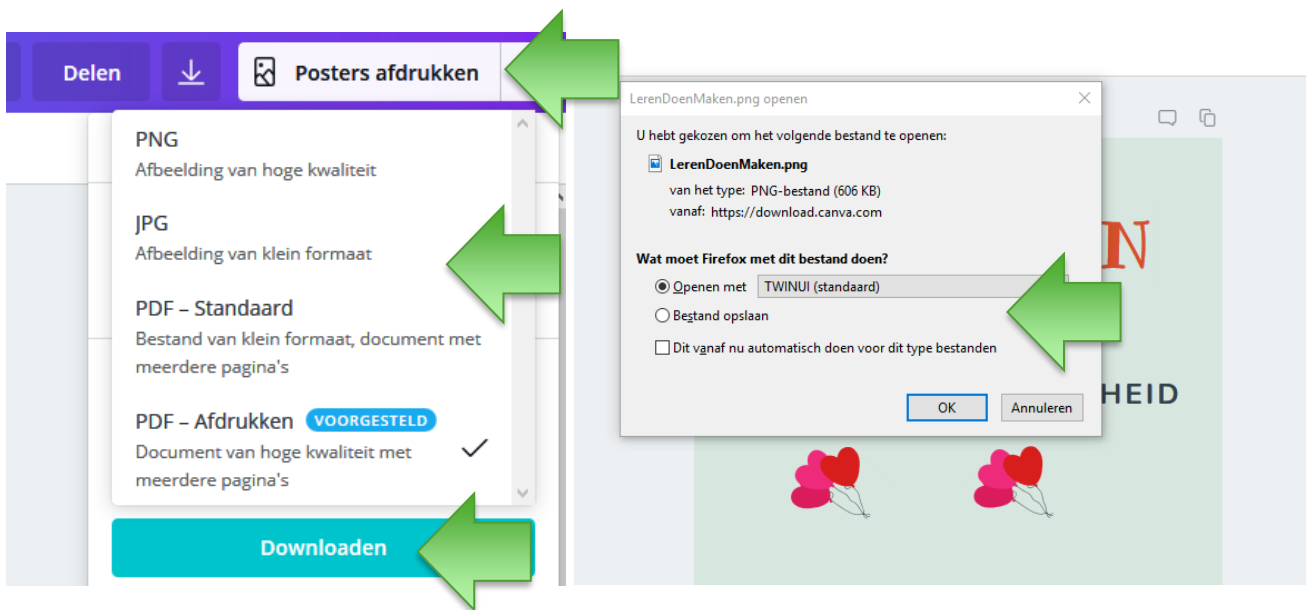 Delen
Posters afdrukken
PNG
Afbeelding van hoge kwaliteit
JPG
Afbeelding van klein formaat
PDF – Standaard
Bestand van klein formaat, document met
meerdere pagina's
PDF – Afdrukken VOORGESTELD
Document van hoge kwaliteit met
meerdere pagina's
Downloaden
LerenDoenMaken.png openen
U hebt gekozen om het volgende bestand te openen:
LerenDoenMaken.png
van het type: PNG-bestand (606 KB)
vanaf: https://download.canva.com
Wat moet Firefox met dit bestand doen?
Openen met TWINUI (standaard)
Bestand opslaan
Dit vanaf nu automatisch doen voor dit type bestanden
OK Annuleren
N
HEID